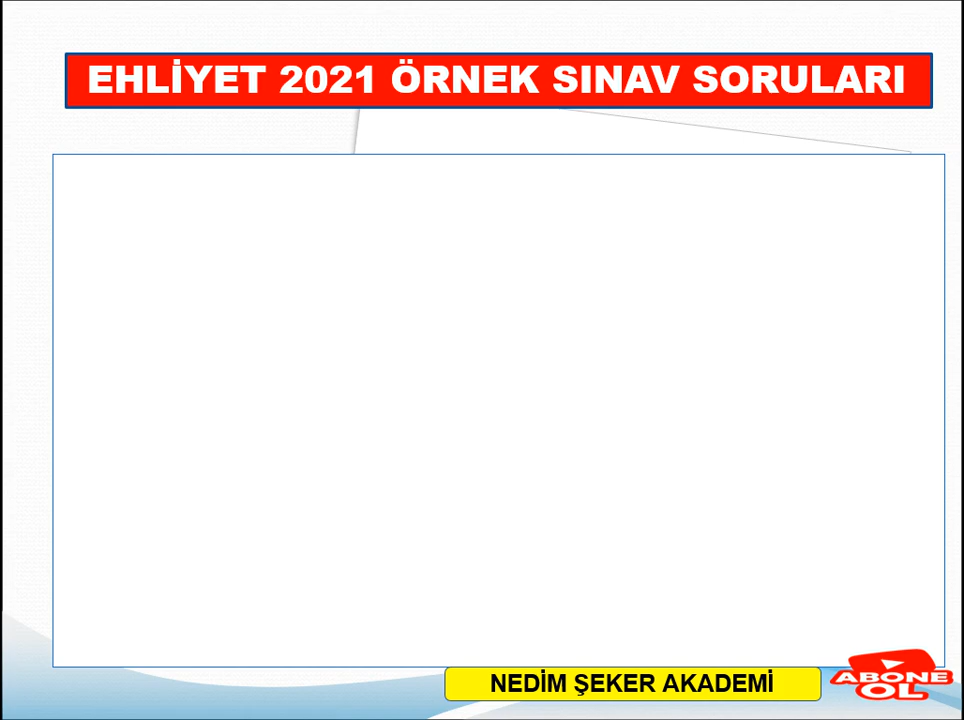 EHLİYET 2021 ÖRNEK SINAV SORULARI
NEDİM ŞEKER AKADEMİ
ABONE
OL